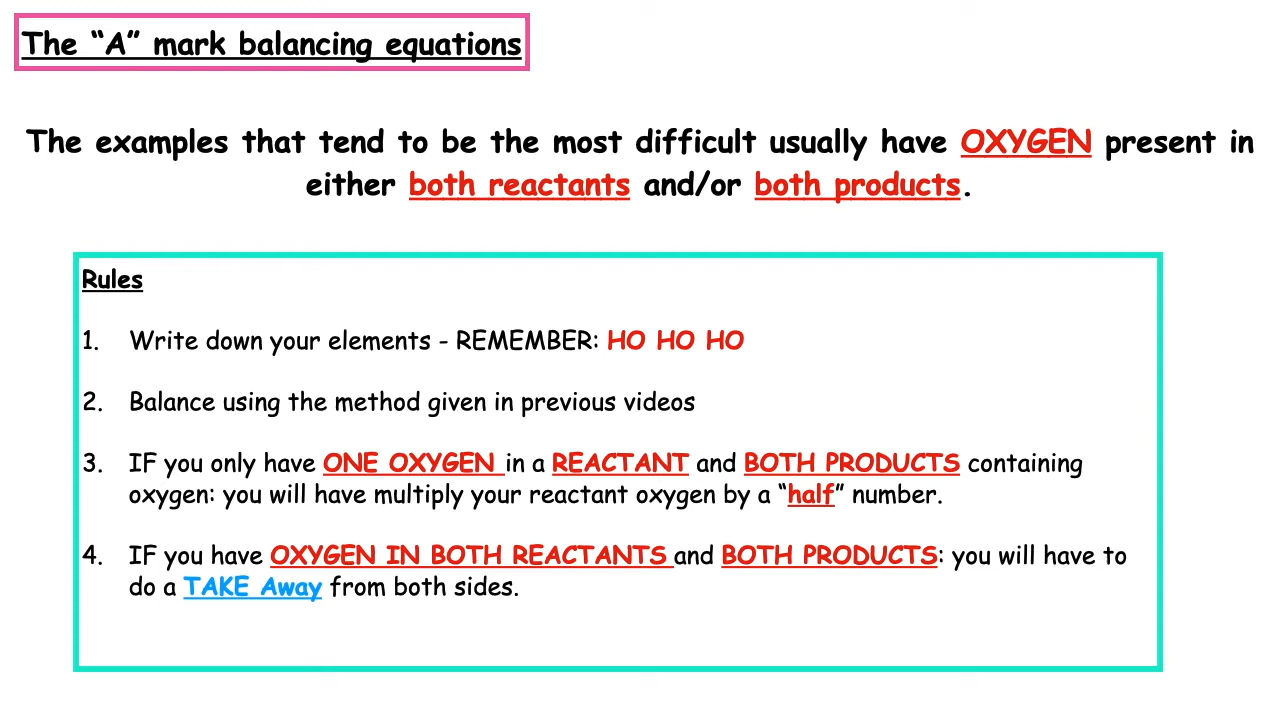 The “A” mark balancing equations
The examples that tend to be the most difficult usually have OXYGEN present in
either both reactants and/or both products.
Rules
1. Write down your elements - REMEMBER: HO HO HO
2. Balance using the method given in previous videos
3. IF you only have ONE OXYGEN in a REACTANT and BOTH PRODUCTS containing
oxygen: you will have multiply your reactant oxygen by a “half” number.
4. IF you have OXYGEN IN BOTH REACTANTS and BOTH PRODUCTS: you will have to
do a TAKE Away from both sides.